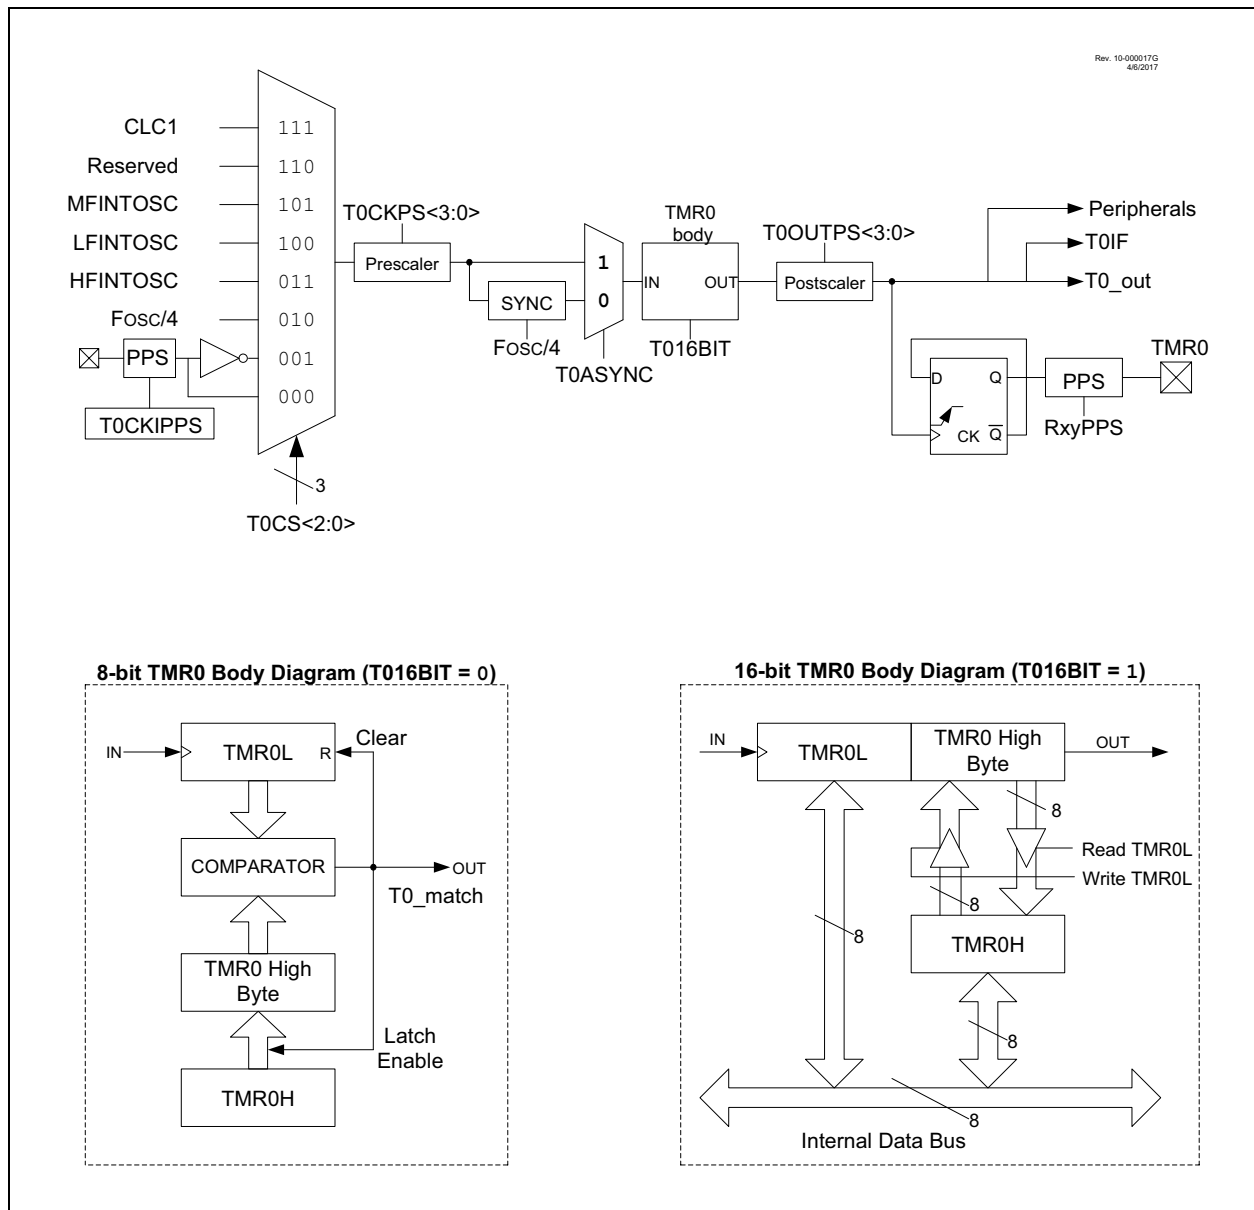 Rev. 10-000017G
4/6/2017
CLC1
111
Reserved
110
MFINTOSC
101
LFINTOSC
100
HFINTOSC
011
FOSC/4
010
PPS
001
000
T0CKIPPS
3
T0CS<2:0>
T0CKPS<3:0>
Prescaler
SYNC
FOSC/4
1
0
T0ASYNC
TMR0
body
IN
OUT
T016BIT
T0OUTPS<3:0>
Postscaler
Peripherals
T0IF
T0_out
D
Q
CK
Q
PPS
RxyPPS
TMR0
8-bit TMR0 Body Diagram (T016BIT = 0)
IN
TMR0L
R
Clear
COMPARATOR
OUT
T0_match
TMR0 High
Byte
Latch
Enable
TMR0H
16-bit TMR0 Body Diagram (T016BIT = 1)
IN
TMR0L
TMR0 High
Byte
OUT
8
Read TMR0L
Write TMR0L
8
8
TMR0H
8
8
Internal Data Bus